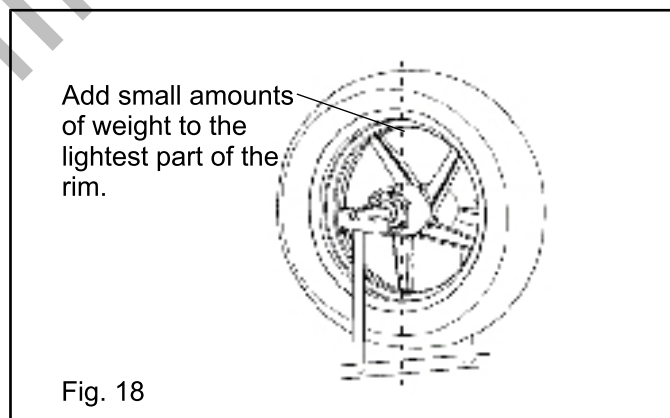 Add small amounts
of weight to the
lightest part of the
rim.
Fig. 18